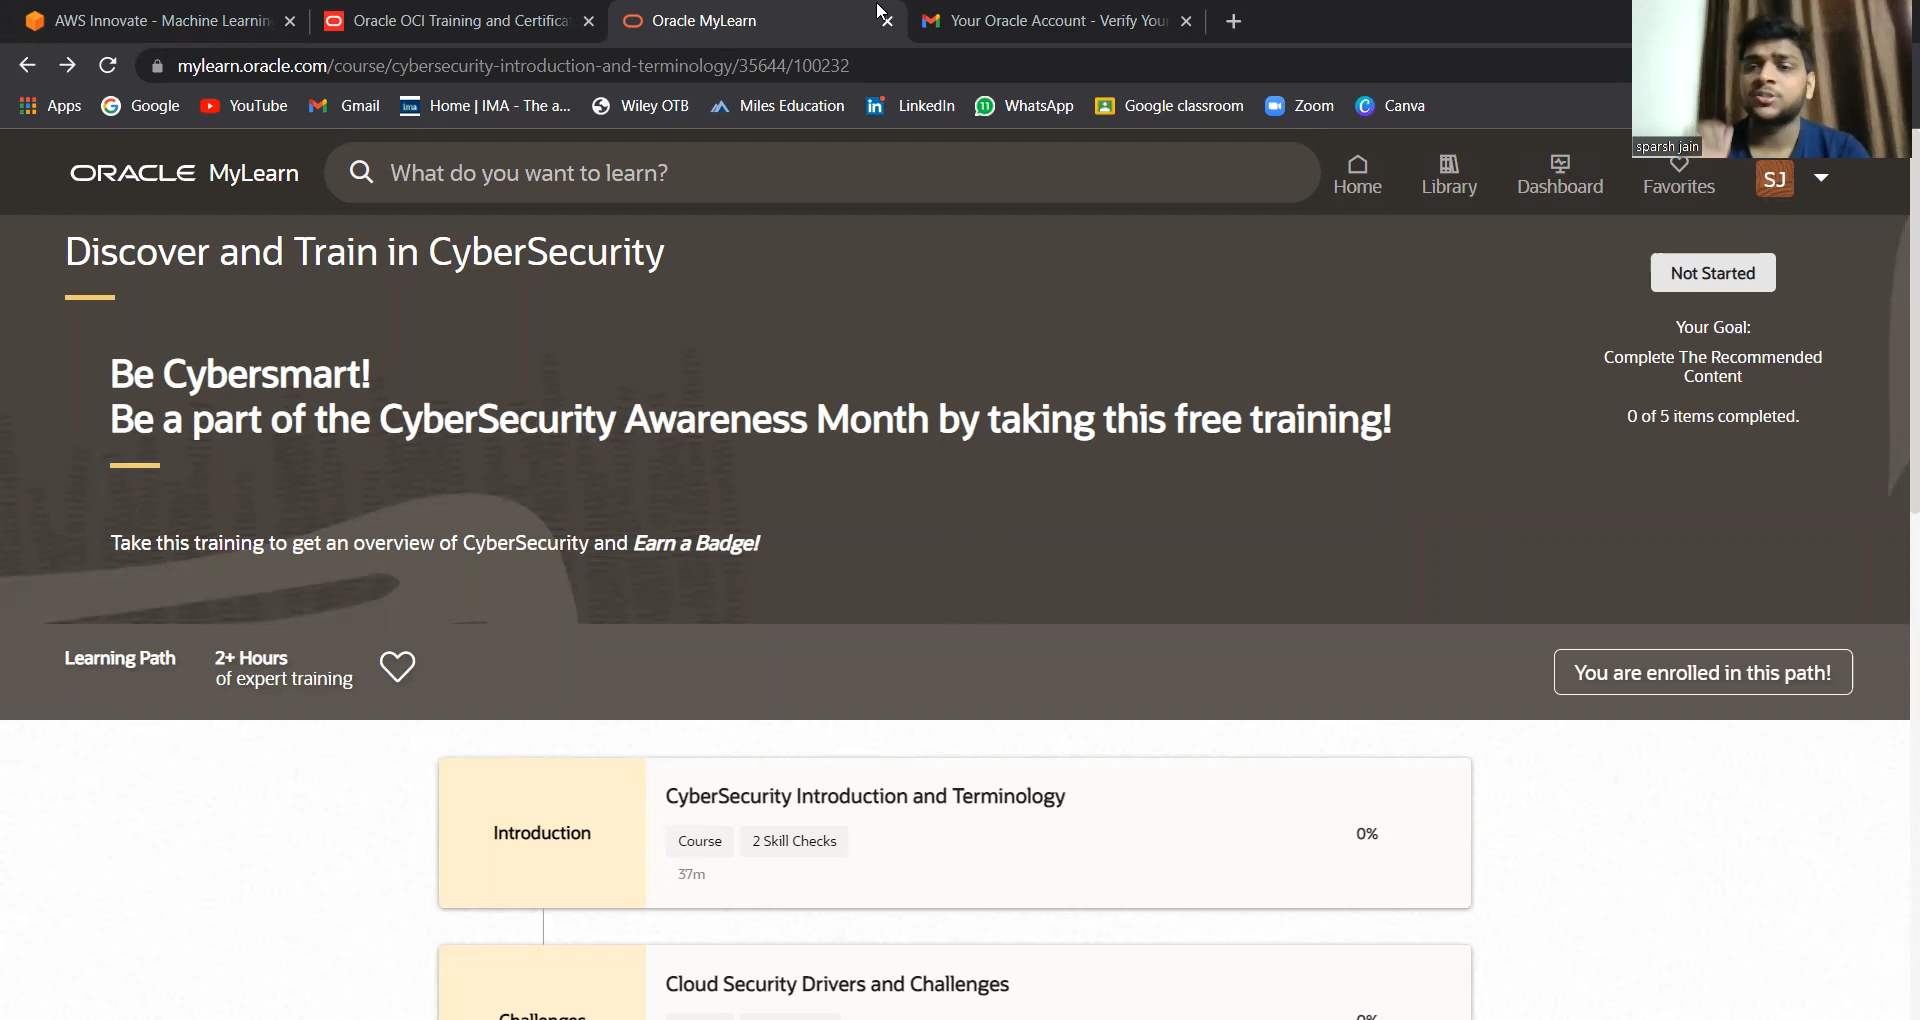 AWS Innovate - Machine Learnin
Oracle OCI Training and Certifica
Oracle MyLearn
Your Oracle Account - Verify You
mylearn.oracle.com/course/cybersecurity-introduction-and-terminology/35644/100232
Apps
Google
YouTube
Gmail
ima
Home | IMA - The a...
Wiley OTB
Miles Education
in
LinkedIn
11
WhatsApp
Google classroom
Zoom
Canva
sparsh jain
ORACLE MyLearn
What do you want to learn?
Home
Library
Dashboard
Favorites
SJ
Discover and Train in CyberSecurity
Not Started
Your Goal:
Complete The Recommended
Content
0 of 5 items completed.
Be Cybersmart!
Be a part of the CyberSecurity Awareness Month by taking this free training!
Take this training to get an overview of CyberSecurity and Earn a Badge!
Learning Path
2+ Hours
of expert training
You are enrolled in this path!
Introduction
CyberSecurity Introduction and Terminology
Course
2 Skill Checks
37m
0%
Challenges
Cloud Security Drivers and Challenges
0%